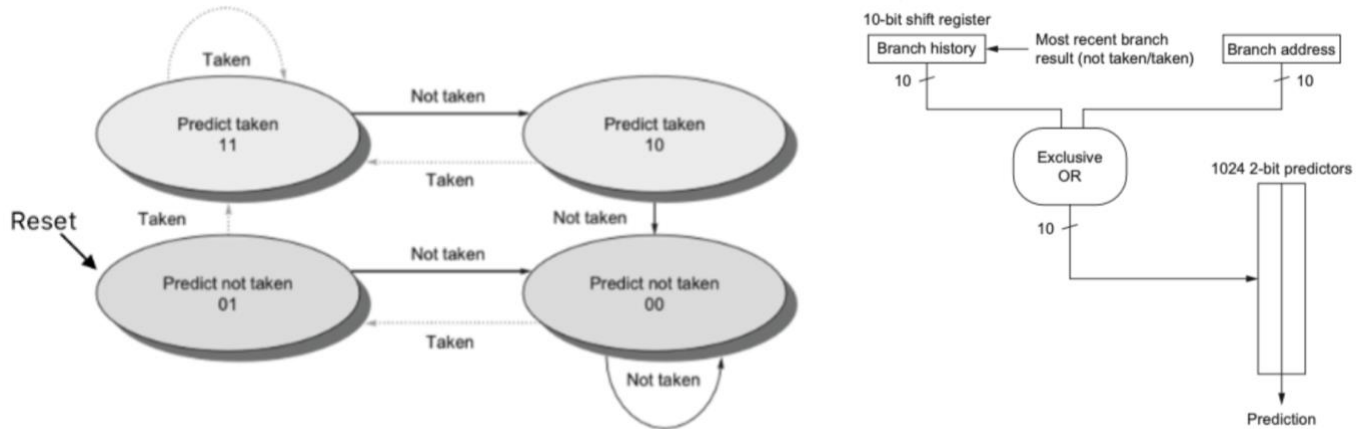 Taken
Predict taken
11
Not taken
Predict taken
10
Taken
Reset
Taken
Not taken
Predict not taken
01
Not taken
Predict not taken
00
Taken
Not taken
10-bit shift register
Branch history
Most recent branch
result (not taken/taken)
10
Branch address
10
Exclusive
OR
10
1024 2-bit predictors
Prediction